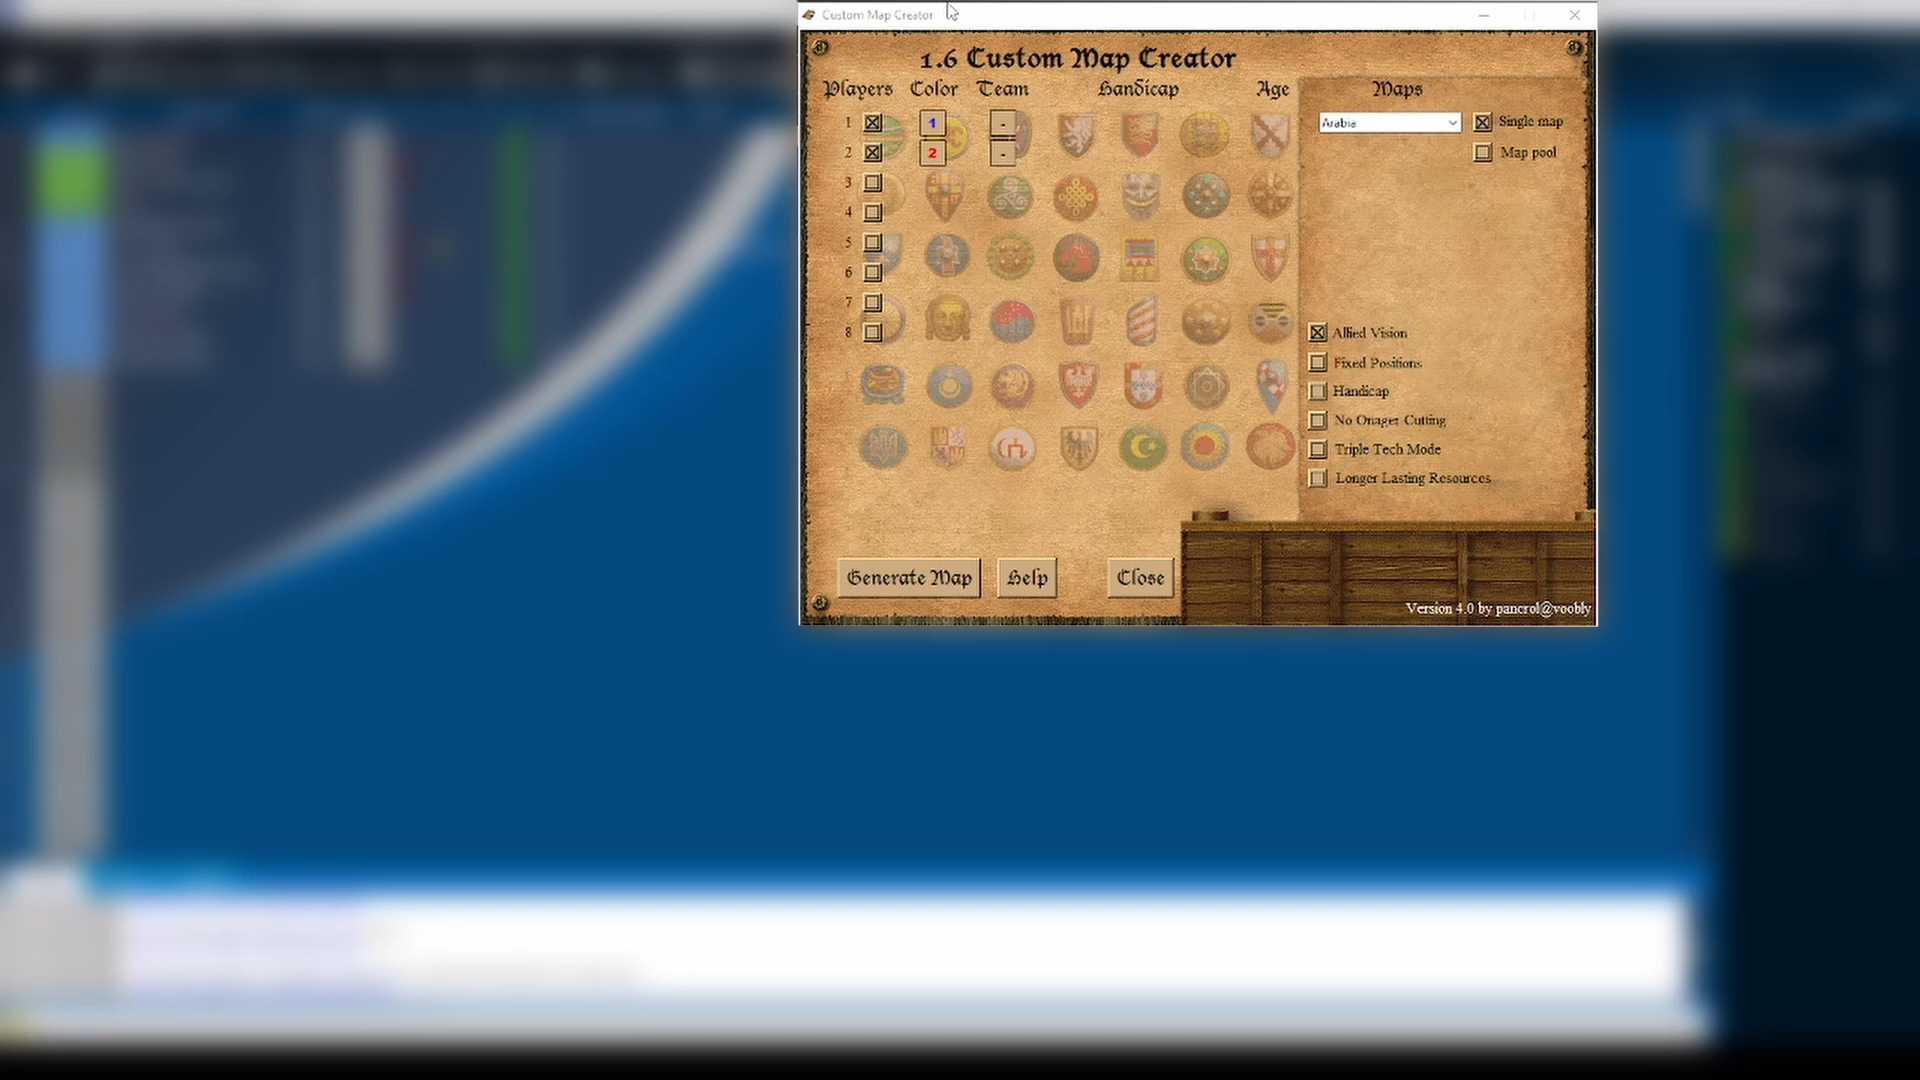 Custom Map Creator
1.6 Custom Map Creator
Players Color Team Handicap Age Maps
1 1 - Arabia Single map
2 2 - Map pool
3
4
5
6
7
8
Allied Vision
Fixed Positions
Handicap
No Onager Cutting
Triple Tech Mode
Longer Lasting Resources
Generate Map Help Close
Version 4.0 by pancrol@voobly